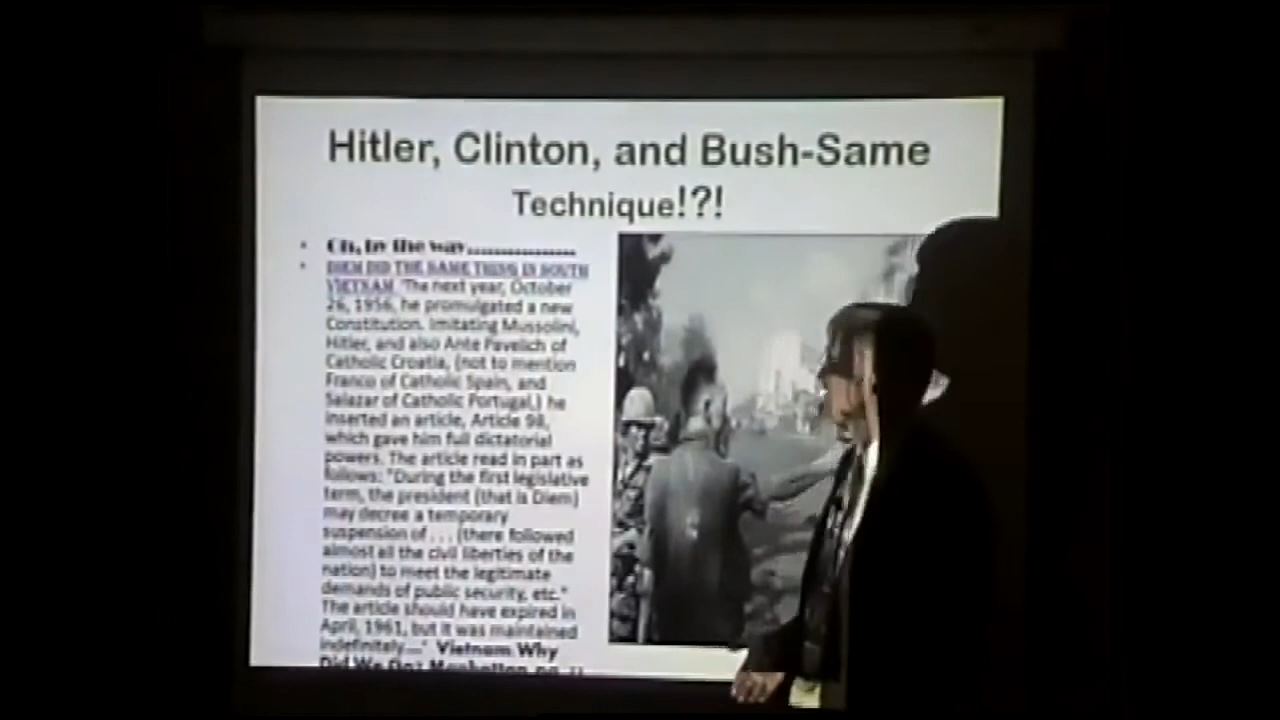 Hitler, Clinton, and Bush-Same
Technique!?!
• Oh, by the way................
• DIEM DID THE SAME THING IN SOUTH
VIETNAM. The next year, October
26, 1956, he promulgated a new
Constitution. Imitating Mussolini,
Hitler, and also Ante Pavelich of
Catholic Croatia, (not to mention
Franco of Catholic Spain, and
Salazar of Catholic Portugal,) he
inserted an article, Article 98,
which gave him full dictatorial
powers. The article read in part as
follows: "During the first legislative
term, the president (that is Diem)
may decree a temporary
suspension of . . . (there followed
almost all the civil liberties of the
nation) to meet the legitimate
demands of public security, etc."
The article should have expired in
April, 1961, but it was maintained
indefinitely..." Vietnam Why
Did We Go? Manhattan, pp.